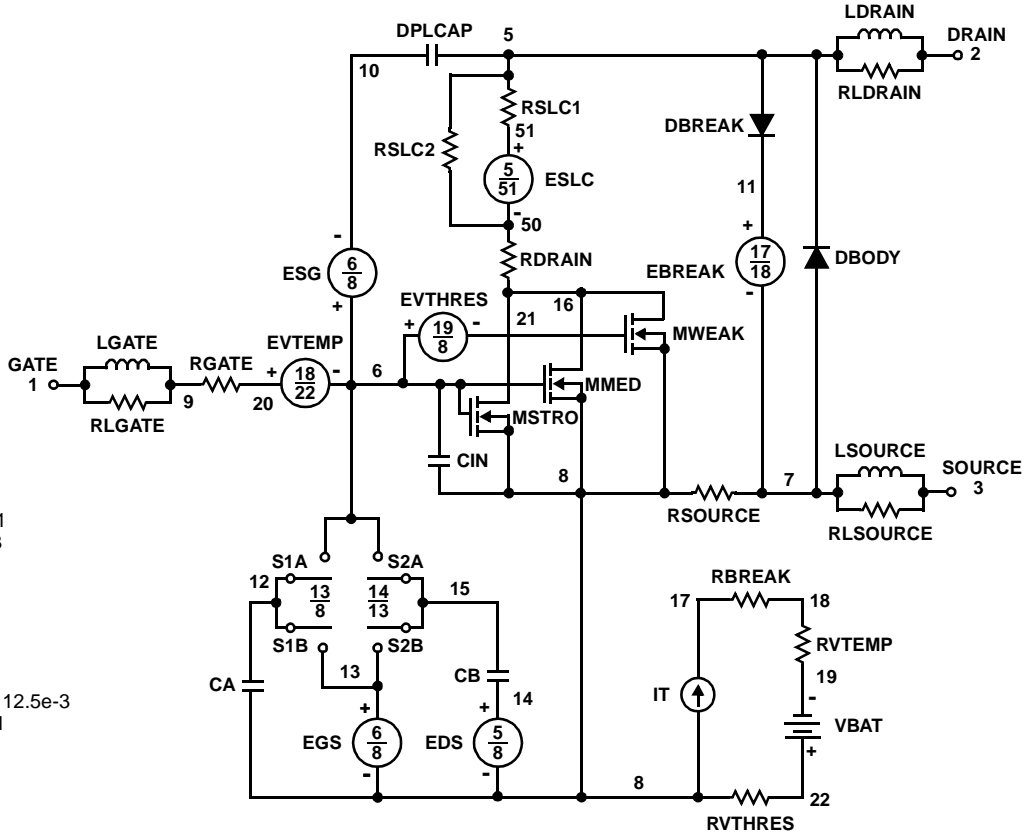 LDRAIN
DPLCAP
5
DRAIN
2
10
RLDRAIN
RSLC1
51
DBREAK
RSLC2
+
5
51
ESLC
-
50
11
-
+
17
18
EBREAK
-
DBODY
ESG
6
8
+
RDRAIN
EVTHRES
16
21
+
19
8
-
MWEAK
LGATE
EVTEMP
GATE
1
RGATE
+
18
22
-
6
MMED
9
20
MSTRO
RLGATE
CIN
LSOURCE
8
7
SOURCE
3
RSOURCE
RLSOURCE
S1A
S2A
12
13
8
14
13
15
RBREAK
17
18
S1B
S2B
RVTEMP
13
CB
19
CA
14
IT
-
12.5e-3
+
+
VBAT
EGS
6
8
EDS
5
8
+
-
-
8
22
RVTHRES